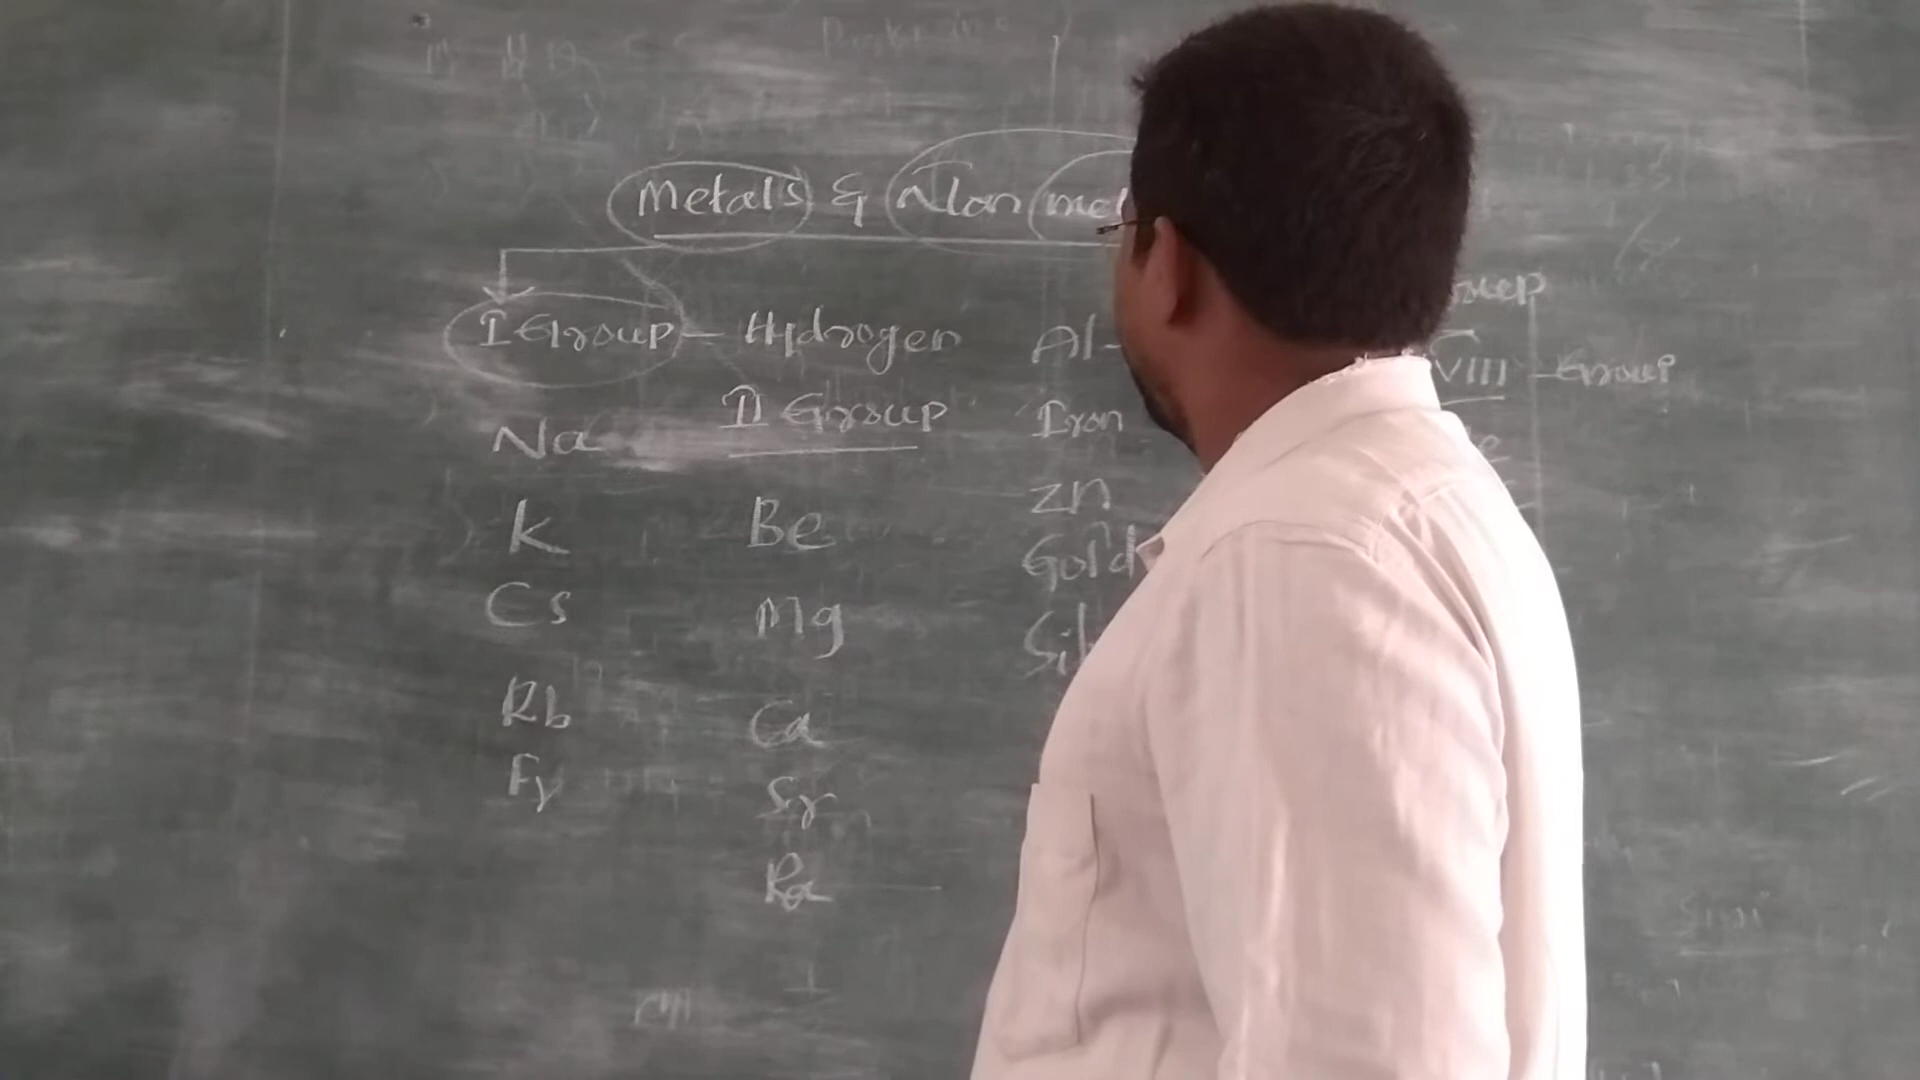 Metals & Non met
I Group - Hydrogen
Na
K
Cs
Rb
Fy
II Group
Be
Mg
Ca
Sr
Ra
Al-
Iron
Zn
Gold
Sil
oup
VIII - Group